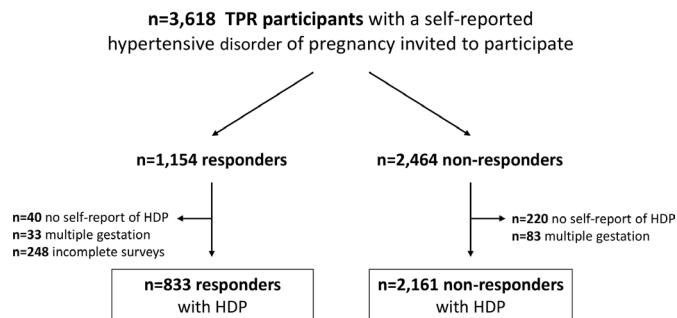 n=3,618 TPR participants with a self-reported
hypertensive disorder of pregnancy invited to participate
n=1,154 responders
n=2,464 non-responders
n=40 no self-report of HDP
n=33 multiple gestation
n=248 incomplete surveys
n=220 no self-report of HDP
n=83 multiple gestation
n=833 responders
with HDP
n=2,161 non-responders
with HDP